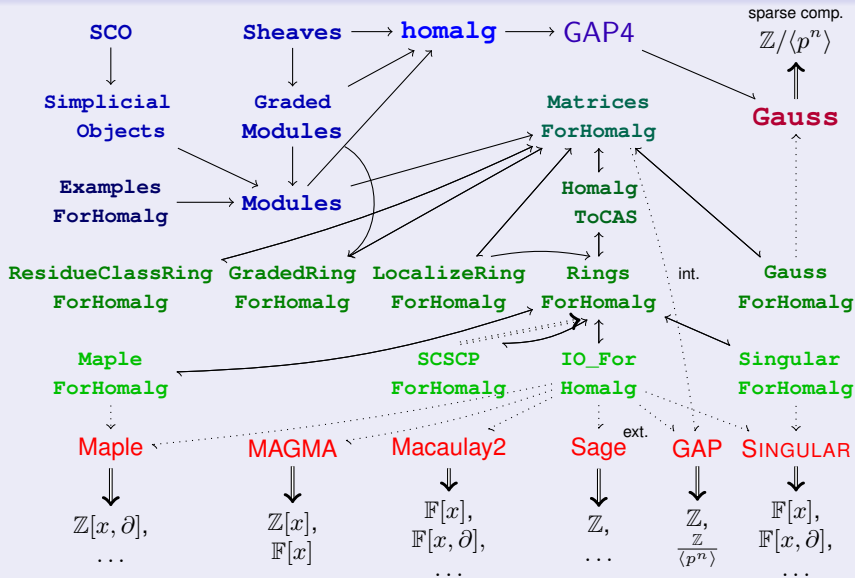 sparse comp.
SCO
Sheaves
homalg
GAP4
ℤ/⟨pⁿ⟩
Simplicial
Objects
Graded
Modules
Matrices
ForHomalg
Gauss
Examples
ForHomalg
Modules
Homalg
ToCAS
ResidueClassRing
ForHomalg
GradedRing
ForHomalg
LocalizeRing
ForHomalg
Rings
ForHomalg
int.
Gauss
ForHomalg
Maple
ForHomalg
SCSCP
ForHomalg
IO_For
Homalg
Singular
ForHomalg
ext.
Maple
MAGMA
Macaulay2
Sage
GAP
SINGULAR
ℤ[x, ∂],
...
ℤ[x],
𝔽[x]
𝔽[x],
𝔽[x, ∂],
...
ℤ,
...
ℤ,
ℤ/⟨pⁿ⟩
𝔽[x],
𝔽[x, ∂],
...